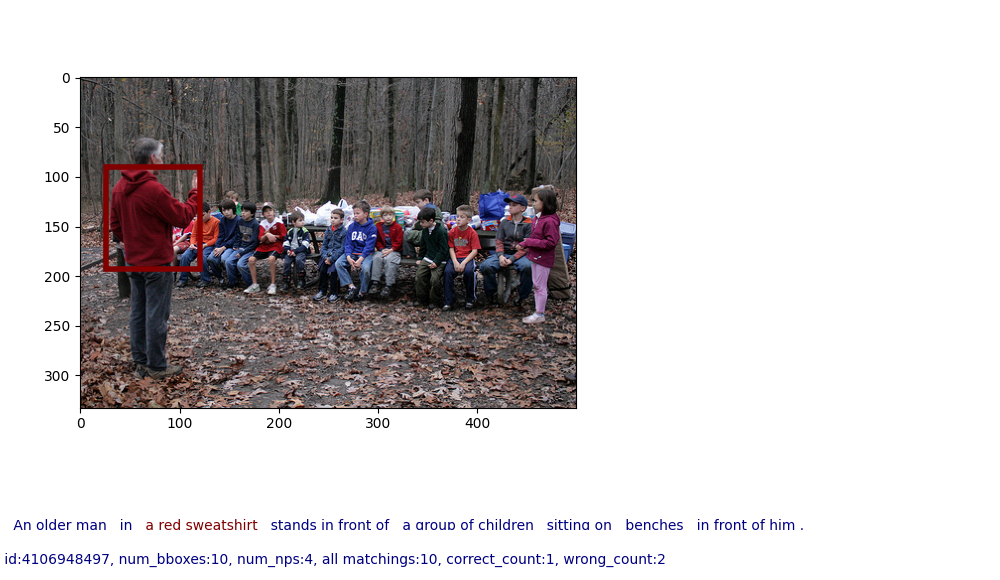 0
50
100
150
200
250
300
0 100 200 300 400
GAP
An older man in a red sweatshirt stands in front of a group of children sitting on benches in front of him .
id:4106948497, num_bboxes:10, num_nps:4, all matchings:10, correct_count:1, wrong_count:2